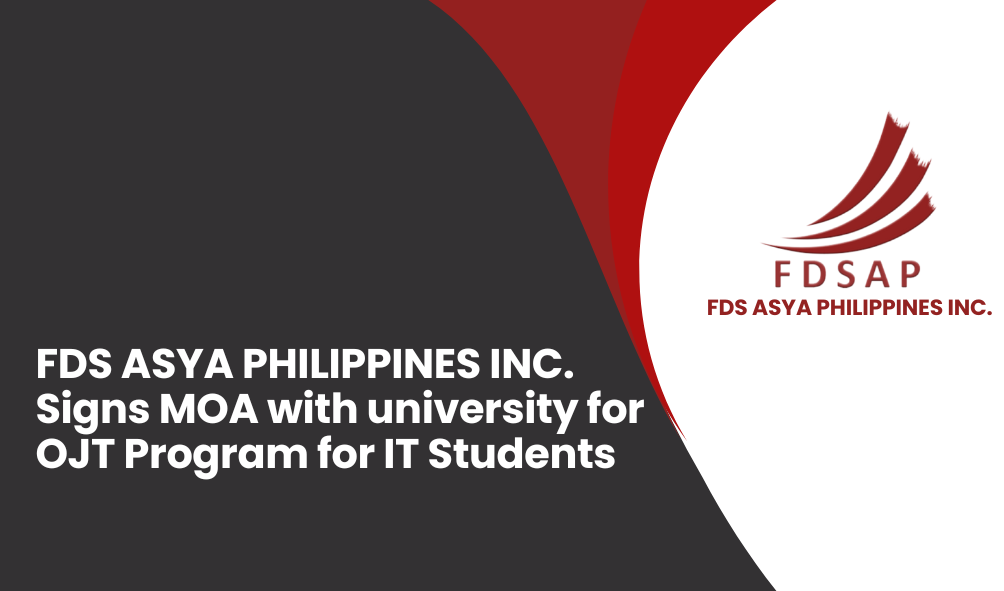 FDSAP
FDS ASYA PHILIPPINES INC.
FDS ASYA PHILIPPINES INC.
Signs MOA with university for
OJT Program for IT Students